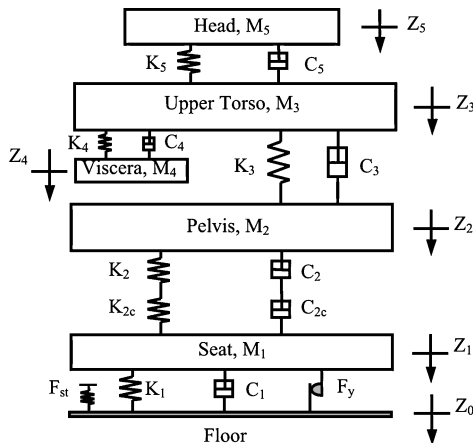 Head, M5
Z5
K5
C5
Upper Torso, M3
Z3
K4
C4
Z4
Viscera, M4
K3
C3
Pelvis, M2
Z2
K2
C2
K2c
C2c
Seat, M1
Z1
Fst
K1
C1
Fy
Z0
Floor